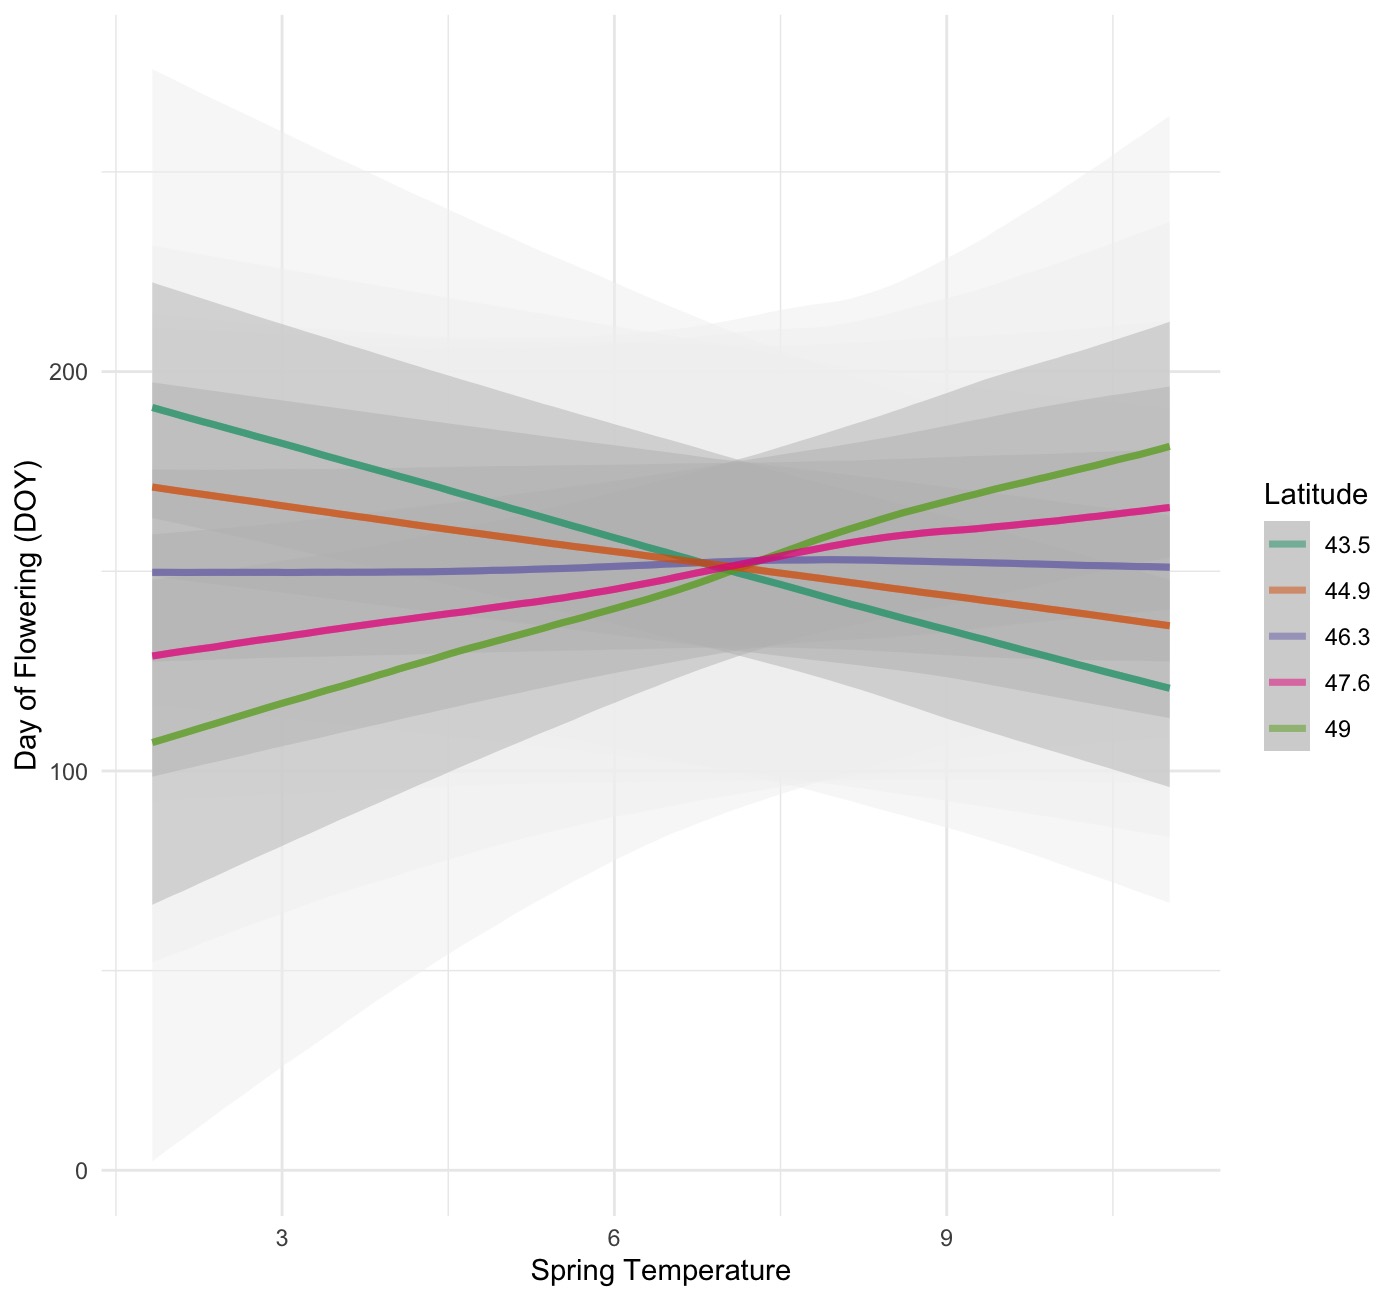 Day of Flowering (DOY)
200
100
0
3 6 9
Spring Temperature
Latitude
43.5
44.9
46.3
47.6
49